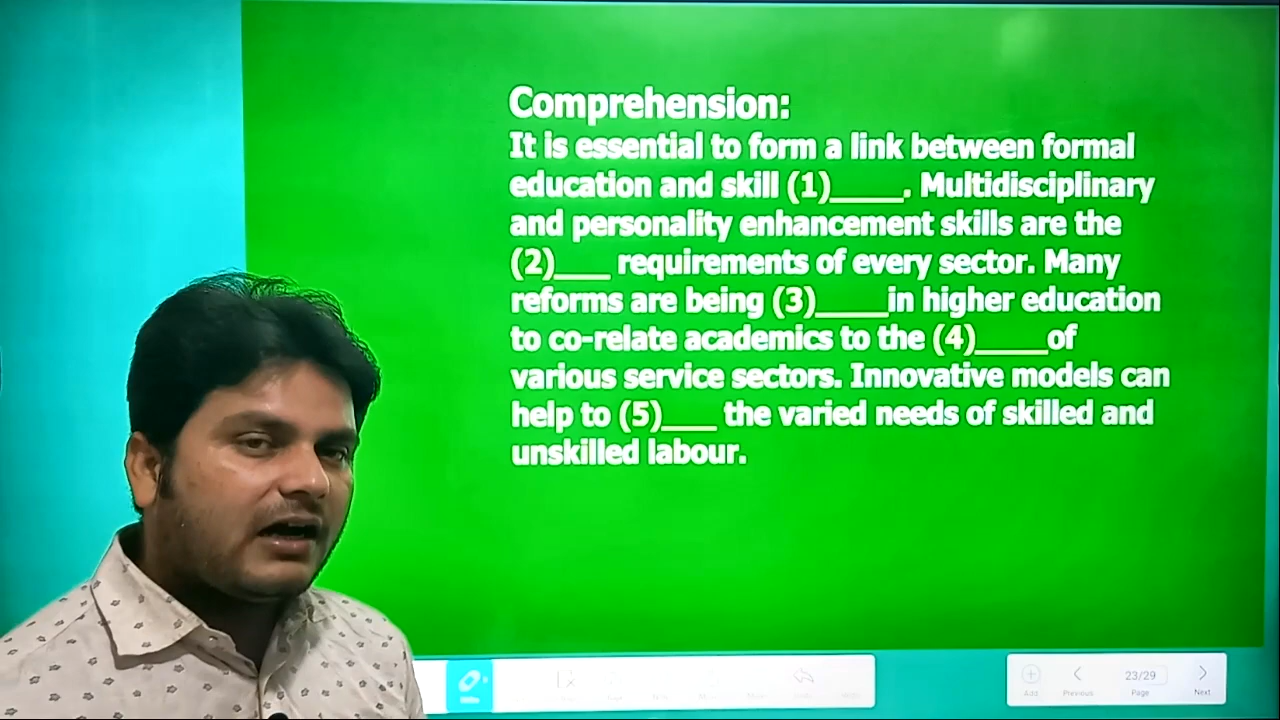 Comprehension:
It is essential to form a link between formal
education and skill (1)_____. Multidisciplinary
and personality enhancement skills are the
(2)____ requirements of every sector. Many
reforms are being (3)_____in higher education
to co-relate academics to the (4)_____of
various service sectors. Innovative models can
help to (5)____ the varied needs of skilled and
unskilled labour.
23/29
Add Previous Page Next